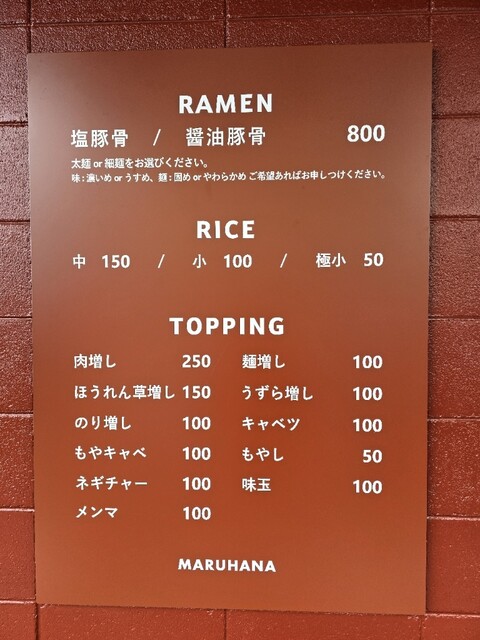 RAMEN
塩豚骨 / 醤油豚骨 800
太麺 or 細麺をお選びください。
味 : 濃いめ or うすめ、麺 : 固め or やわらかめ ご希望あればお申しつけください。
RICE
中 150 / 小 100 / 極小 50
TOPPING
肉増し 250 麺増し 100
ほうれん草増し 150 うずら増し 100
のり増し 100 キャベツ 100
もやキャベ 100 もやし 50
ネギチャー 100 味玉 100
メンマ 100
MARUHANA